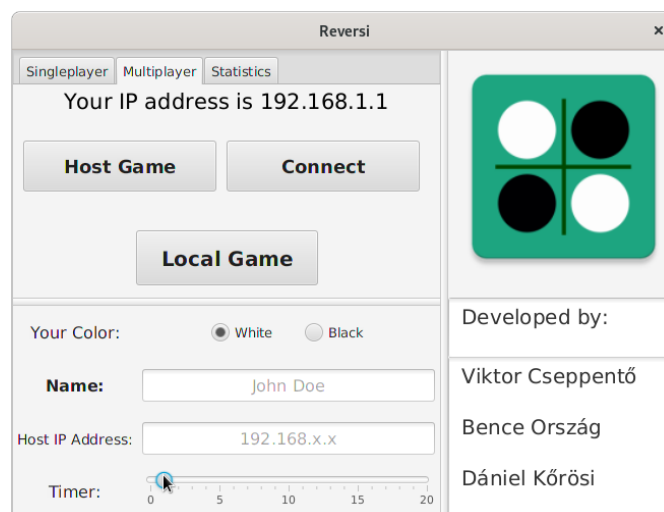 Reversi ×
Singleplayer Multiplayer Statistics
Your IP address is 192.168.1.1
Host Game Connect
Local Game
Your Color: White Black
Name: John Doe
Host IP Address: 192.168.x.x
Timer: 0 5 10 15 20
Developed by:
Viktor Cseppentő
BenceOrszág
Dániel Kőrösi